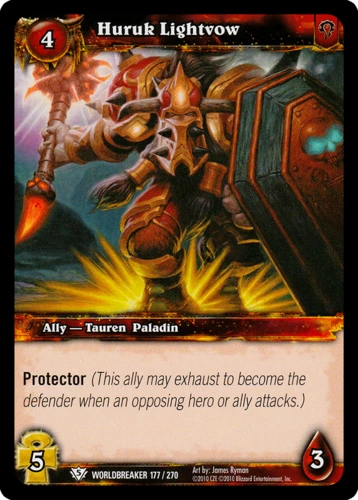 4
Huruk Lightvow
Ally — Tauren Paladin
Protector (This ally may exhaust to become the
defender when an opposing hero or ally attacks.)
5
WORLDBREAKER 177 / 270
Art by: James Ryman
©2010 CZE ©2010 Blizzard Entertainment, Inc.
3